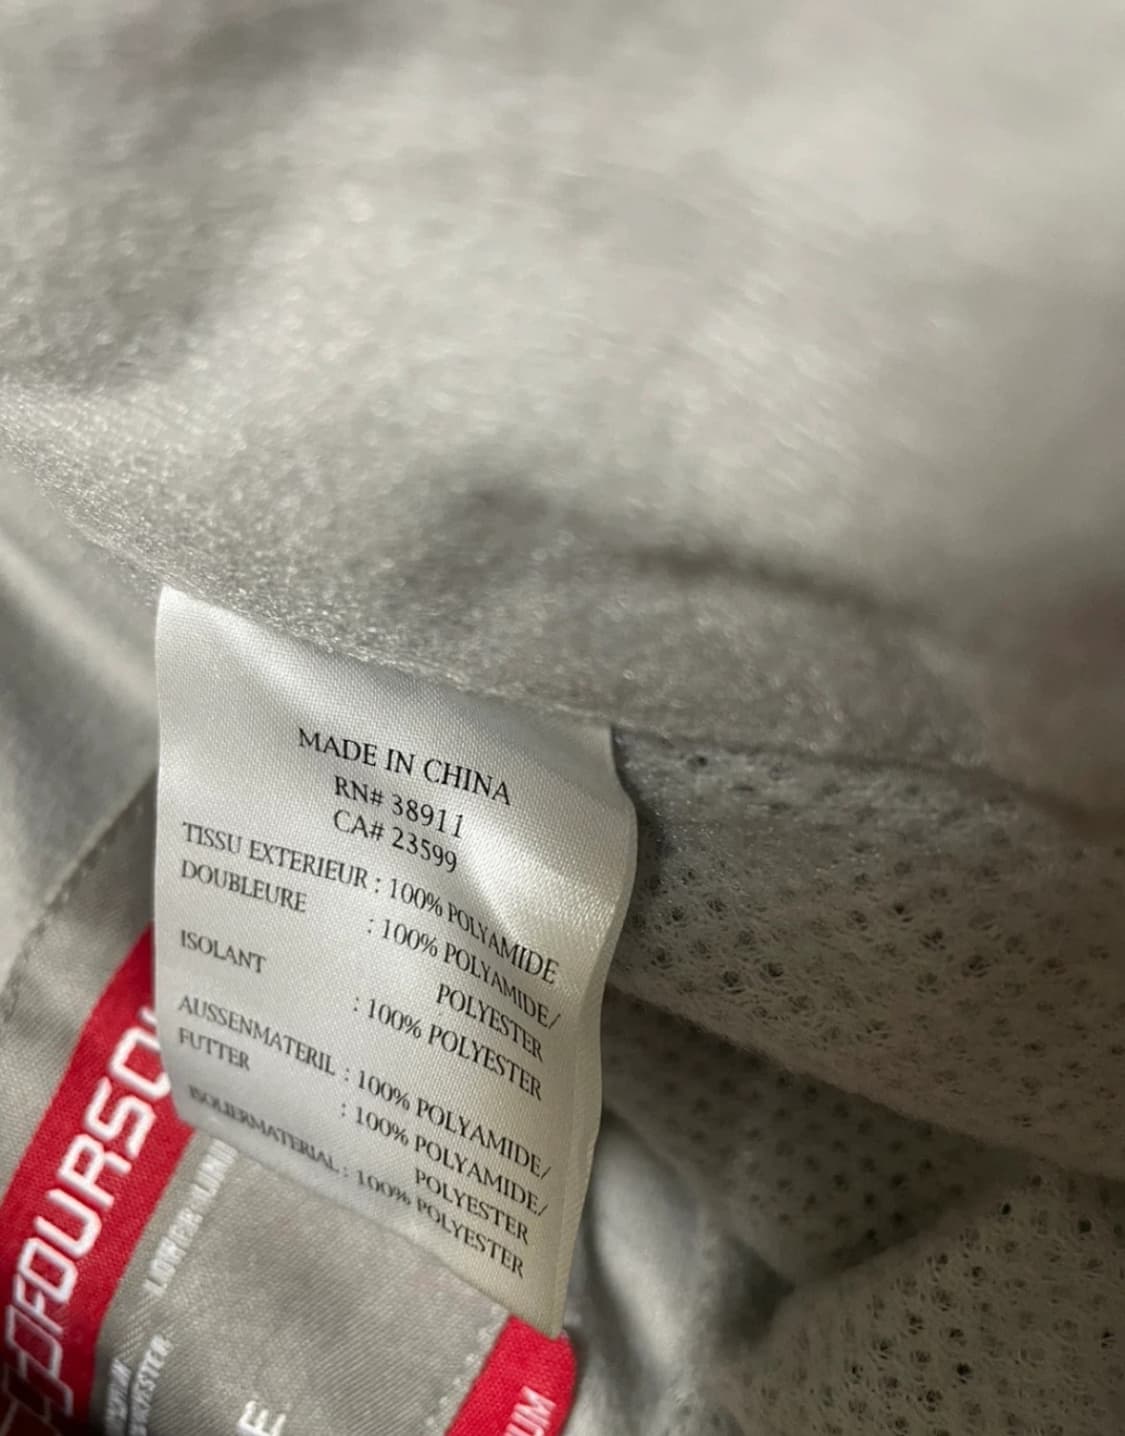 MADE IN CHINA
RN# 38911
CA# 23599
TISSU EXTERIEUR : 100% POLYAMIDE
DOUBLEURE : 100% POLYAMIDE/
POLYESTER
ISOLANT : 100% POLYESTER
AUSSENMATERIL : 100% POLYAMIDE/
FUTTER : 100% POLYAMIDE/
POLYESTER
ISOLIERMATERIAL : 100% POLYESTER
FOURSQ
E
UM